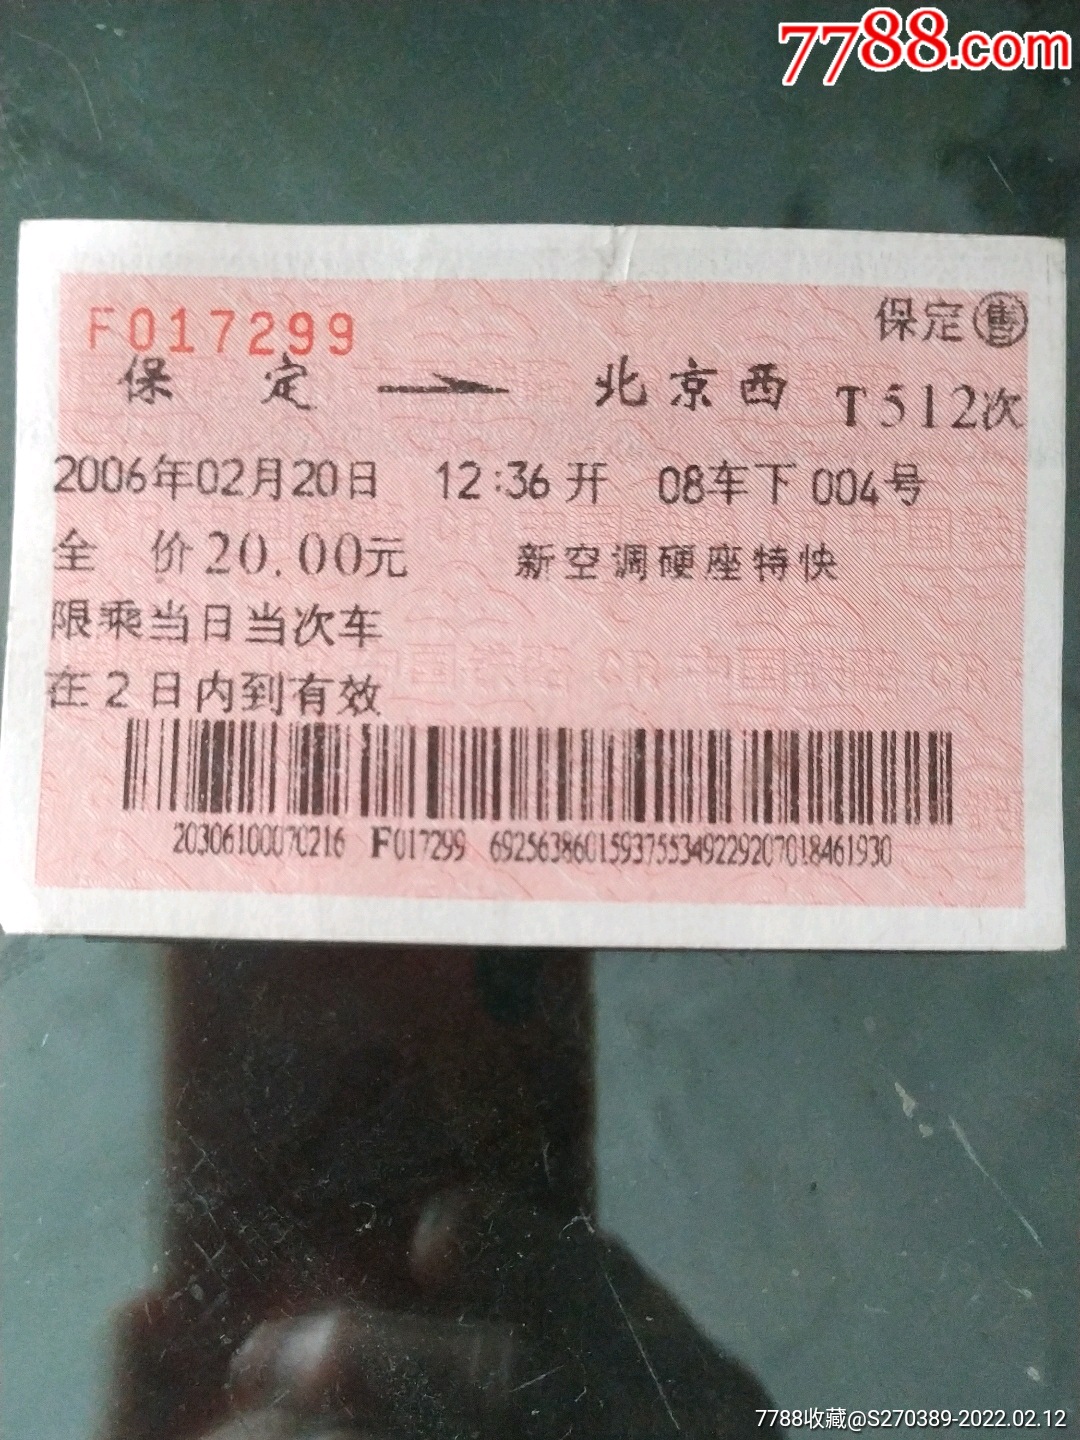 7788.com
F017299
保定㊞售
保 定 → 北京西 T512次
2006年02月20日 12:36开 08车下004号
全 价20.00元 新空调硬座特快
限乘当日当次车
在2日内到有效
20306100070216 F017299 6925638601593755349229207018461930
7788收藏@S270389-2022.02.12